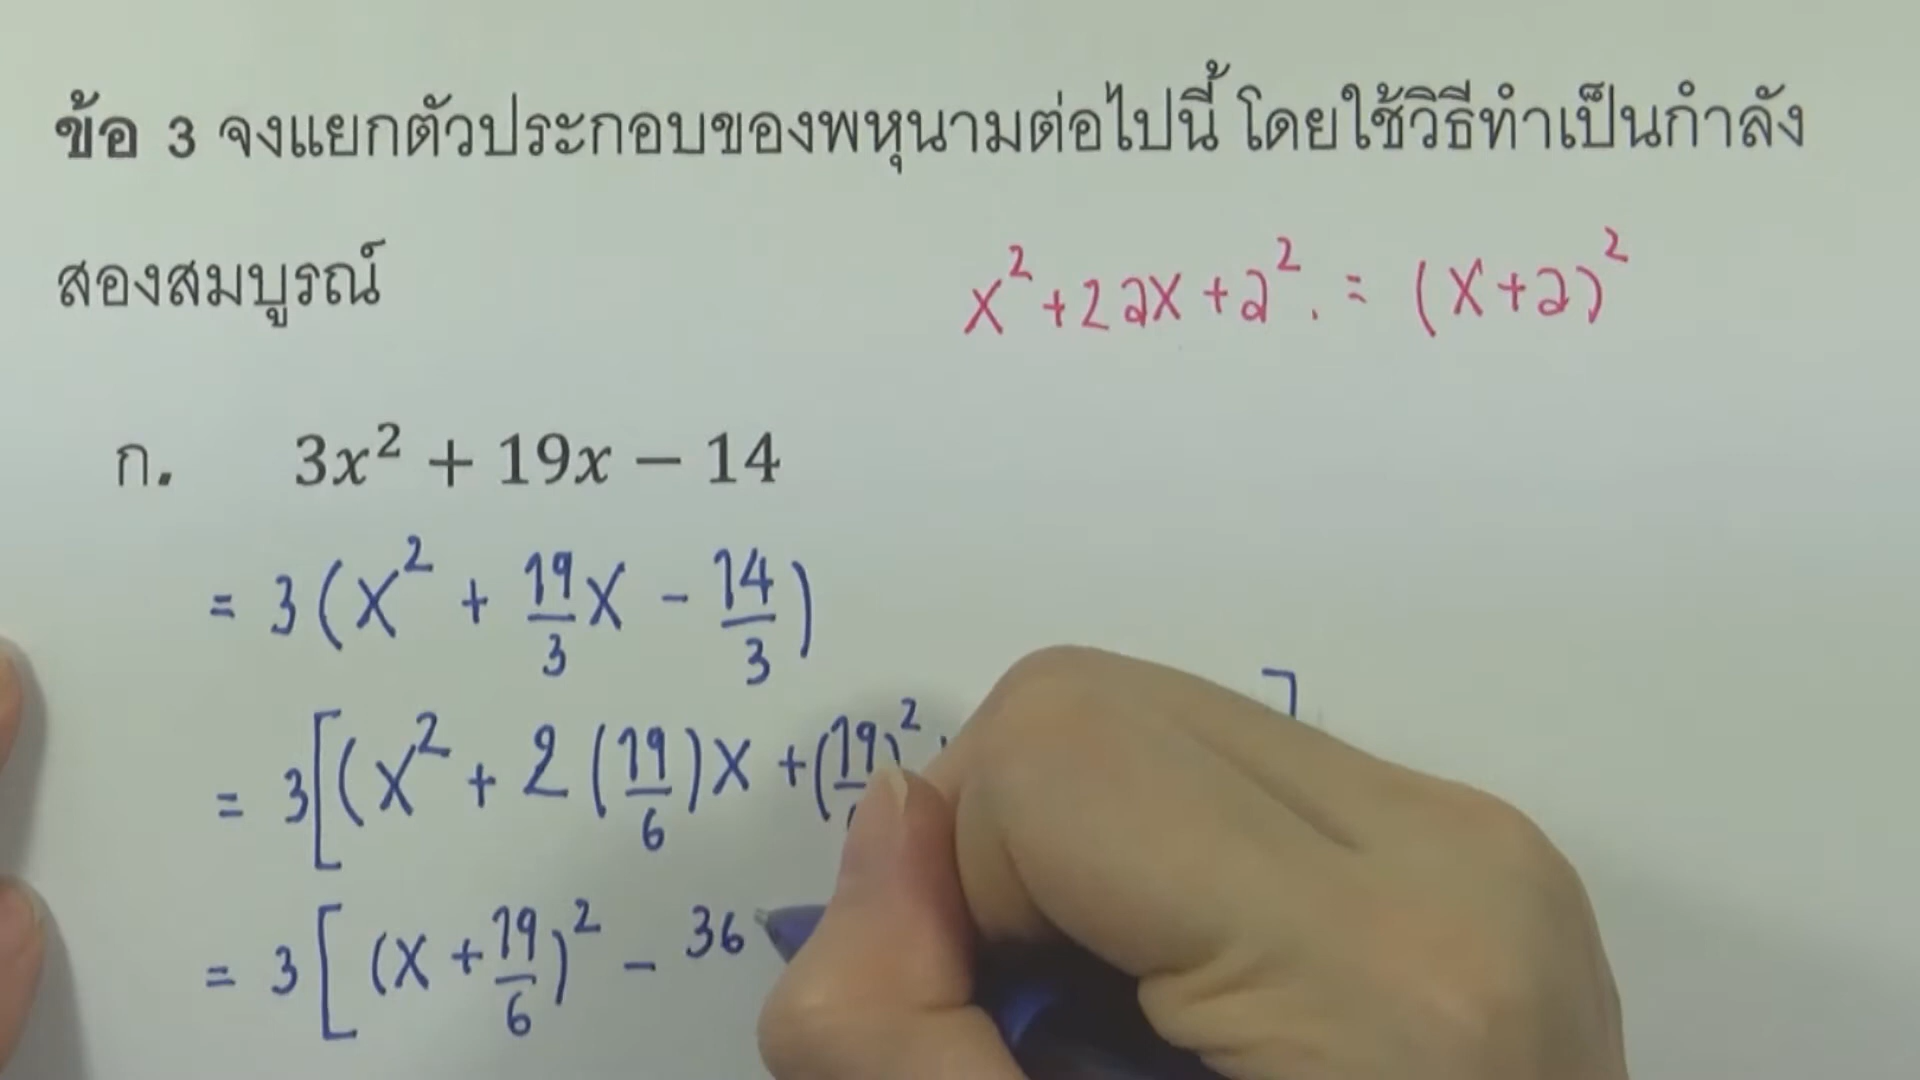 ข้อ 3 จงแยกตัวประกอบของพหุนามต่อไปนี้ โดยใช้วิธีทำเป็นกำลัง
สองสมบูรณ์
x² + 22x + 2². = (x+2)²
ก. 3x² + 19x − 14
= 3(x² + 19/3 x - 14/3)
= 3[(x² + 2(19/6)x + (19)² ]
= 3[(x + 19/6)² - 36